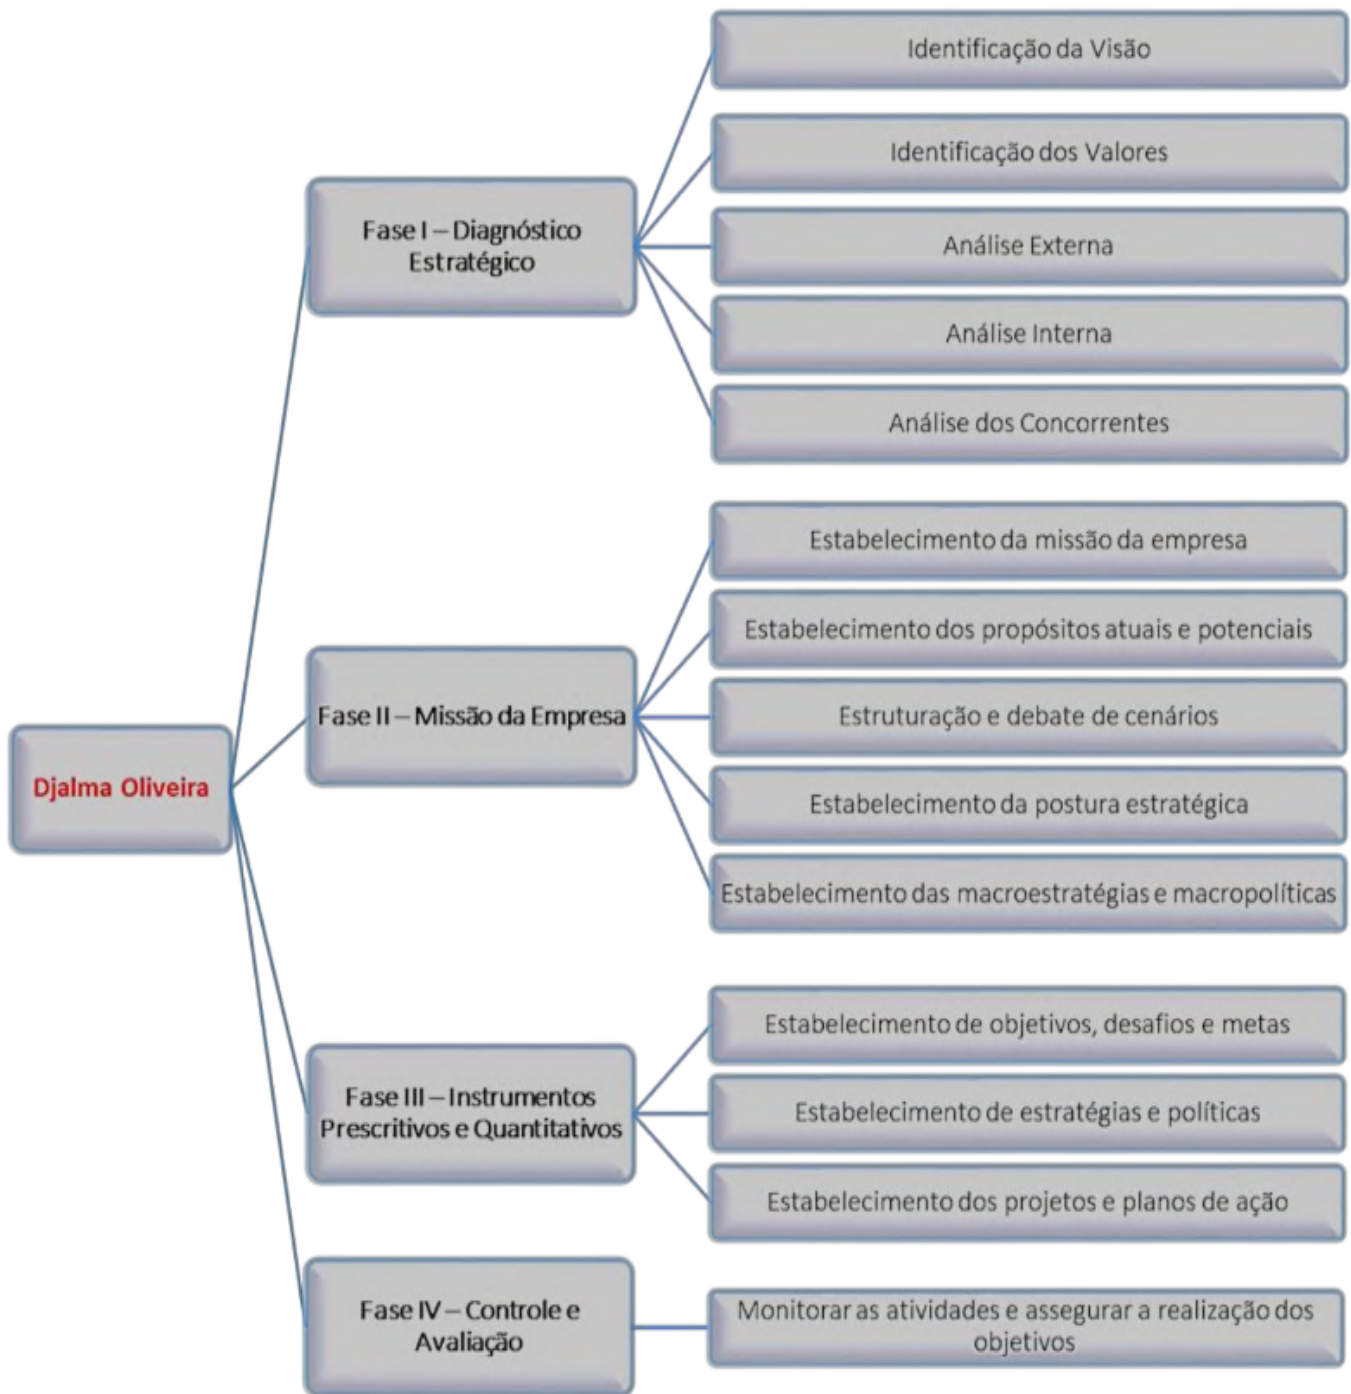 Djalma Oliveira
Fase I – Diagnóstico
Estratégico
Identificação da Visão
Identificação dos Valores
Análise Externa
Análise Interna
Análise dos Concorrentes
Fase II – Missão da Empresa
Estabelecimento da missão da empresa
Estabelecimento dos propósitos atuais e potenciais
Estruturação e debate de cenários
Estabelecimento da postura estratégica
Estabelecimento das macroestratégias e macropolíticas
Fase III – Instrumentos
Prescritivos e Quantitativos
Estabelecimento de objetivos, desafios e metas
Estabelecimento de estratégias e políticas
Estabelecimento dos projetos e planos de ação
Fase IV – Controle e
Avaliação
Monitorar as atividades e assegurar a realização dos
objetivos